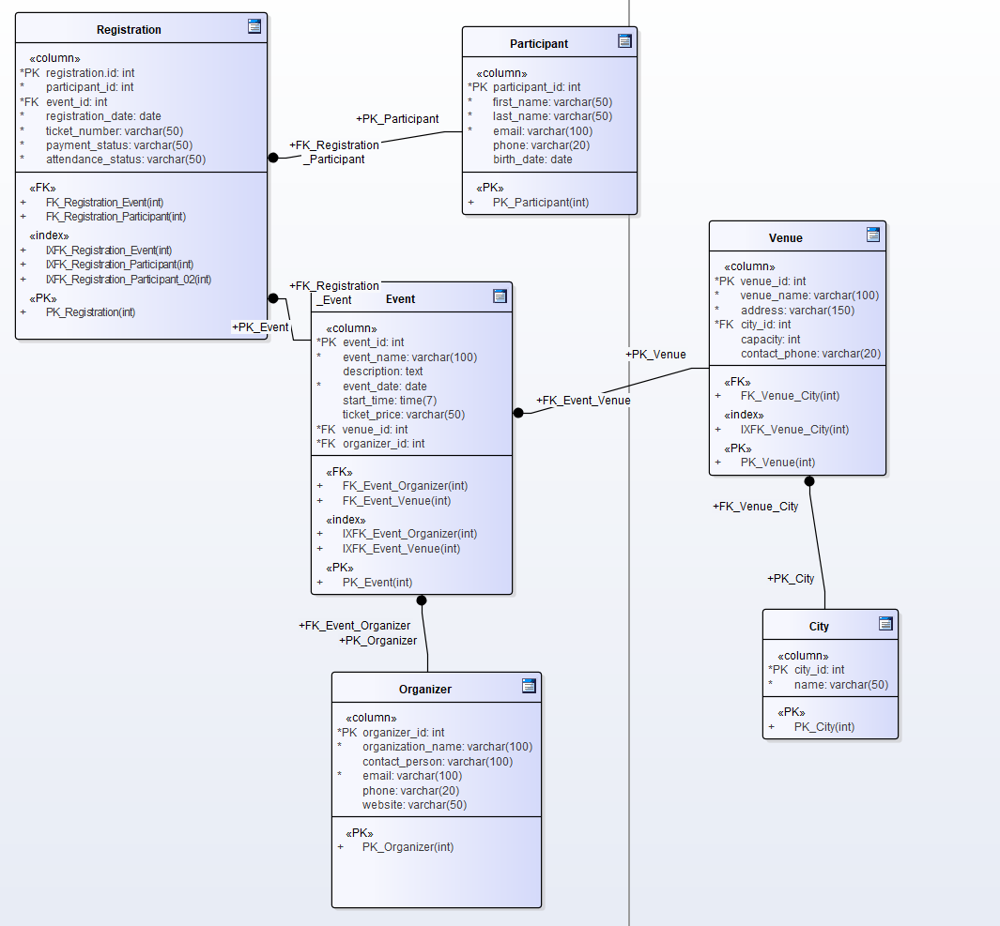 Registration
«column»
*PK registration.id: int
* participant_id: int
*FK event_id: int
* registration_date: date
* ticket_number: varchar(50)
* payment_status: varchar(50)
* attendance_status: varchar(50)
«FK»
+ FK_Registration_Event(int)
+ FK_Registration_Participant(int)
«index»
+ IXFK_Registration_Event(int)
+ IXFK_Registration_Participant(int)
+ IXFK_Registration_Participant_02(int)
«PK»
+ PK_Registration(int)
+PK_Participant
+FK_Registration
_Participant
Participant
«column»
*PK participant_id: int
* first_name: varchar(50)
* last_name: varchar(50)
* email: varchar(100)
phone: varchar(20)
birth_date: date
«PK»
+ PK_Participant(int)
+FK_Registration
_Event
+PK_Event
Event
«column»
*PK event_id: int
* event_name: varchar(100)
description: text
* event_date: date
start_time: time(7)
ticket_price: varchar(50)
*FK venue_id: int
*FK organizer_id: int
«FK»
+ FK_Event_Organizer(int)
+ FK_Event_Venue(int)
«index»
+ IXFK_Event_Organizer(int)
+ IXFK_Event_Venue(int)
«PK»
+ PK_Event(int)
+PK_Venue
+FK_Event_Venue
Venue
«column»
*PK venue_id: int
* venue_name: varchar(100)
* address: varchar(150)
*FK city_id: int
capacity: int
contact_phone: varchar(20)
«FK»
+ FK_Venue_City(int)
«index»
+ IXFK_Venue_City(int)
«PK»
+ PK_Venue(int)
+FK_Venue_City
+PK_City
City
«column»
*PK city_id: int
* name: varchar(50)
«PK»
+ PK_City(int)
+FK_Event_Organizer
+PK_Organizer
Organizer
«column»
*PK organizer_id: int
* organization_name: varchar(100)
contact_person: varchar(100)
* email: varchar(100)
phone: varchar(20)
website: varchar(50)
«PK»
+ PK_Organizer(int)